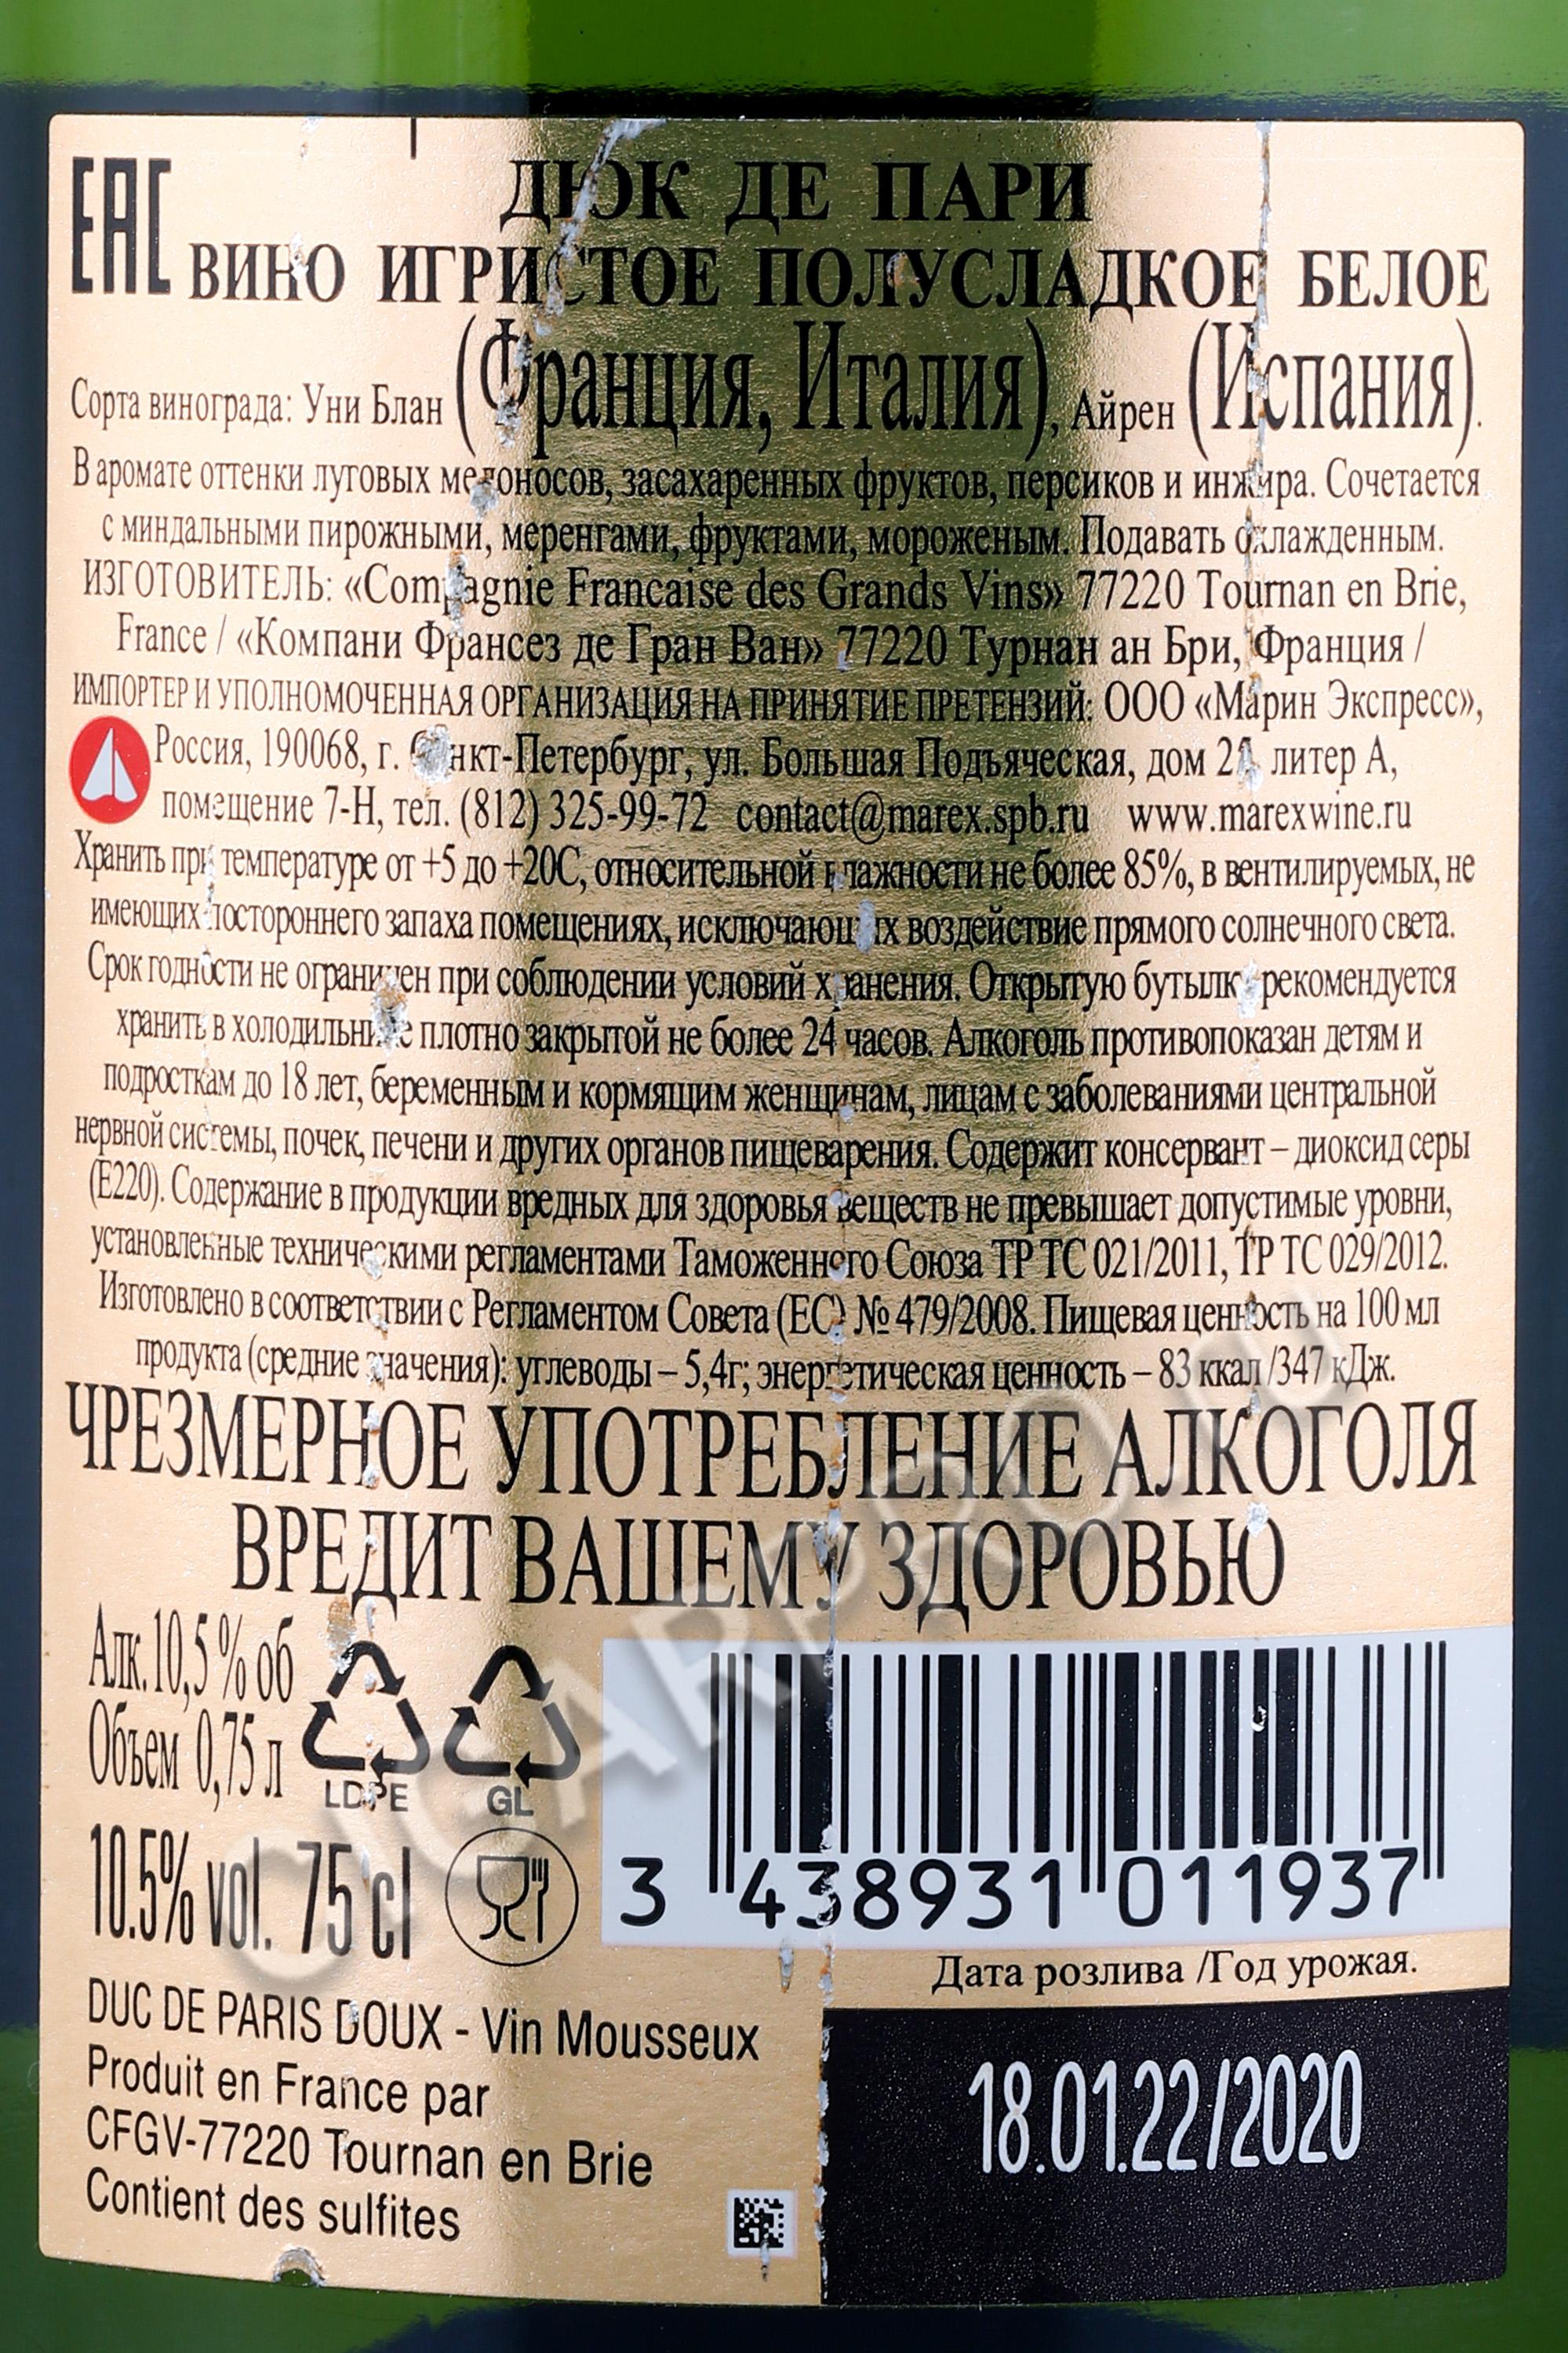 ЕАС
ДЮК ДЕ ПАРИ
ВИНО ИГРИСТОЕ ПОЛУСЛАДКОЕ БЕЛОЕ
Сорта винограда: Уни Блан (Франция, Италия), Айрен (Испания).
В аромате оттенки луговых медоносов, засахаренных фруктов, персиков и инжира. Сочетается
с миндальными пирожными, меренгами, фруктами, мороженым. Подавать охлажденным.
ИЗГОТОВИТЕЛЬ: «Compagnie Francaise des Grands Vins» 77220 Tournan en Brie,
France / «Компани Франсез де Гран Ван» 77220 Турнан ан Бри, Франция /
ИМПОРТЕР И УПОЛНОМОЧЕННАЯ ОРГАНИЗАЦИЯ НА ПРИНЯТИЕ ПРЕТЕНЗИЙ: ООО «Марин Экспресс»,
Россия, 190068, г. Санкт-Петербург, ул. Большая Подъяческая, дом литер А,
помещение 7-Н, тел. (812) 325-99-72 contact@marex.spb.ru www.marexwine.ru
Хранить при температуре от +5 до +20С, относительной влажности не более 85%, в вентилируемых, не
имеющих постороннего запаха помещениях, исключающих воздействие прямого солнечного света.
Срок годности не ограничен при соблюдении условий хранения. Открытую бутылку рекомендуется
хранить в холодильнике плотно закрытой не более 24 часов. Алкоголь противопоказан детям и
подросткам до 18 лет, беременным и кормящим женщинам, лицам с заболеваниями центральной
нервной системы, почек, печени и других органов пищеварения. Содержит консервант – диоксид серы
(Е220). Содержание в продукции вредных для здоровья веществ не превышает допустимые уровни,
установленные техническими регламентами Таможенного Союза ТР ТС 021/2011, ТР ТС 029/2012.
Изготовлено в соответствии с Регламентом Совета (ЕС) № 479/2008. Пищевая ценность на 100 мл
продукта (средние значения): углеводы – 5,4г; энергетическая ценность – 83 ккал /347 кДж.
ЧРЕЗМЕРНОЕ УПОТРЕБЛЕНИЕ АЛКОГОЛЯ
ВРЕДИТ ВАШЕМУ ЗДОРОВЬЮ
Алк.10,5 % об
Объем 0,75 л
LDPE GL
10.5% vol. 75 cl
3 438931 011937
Дата розлива /Год урожая.
18.01.22/2020
DUC DE PARIS DOUX - Vin Mousseux
Produit en France par
CFGV-77220 Tournan en Brie
Contient des sulfites
CIGARPRO.RU